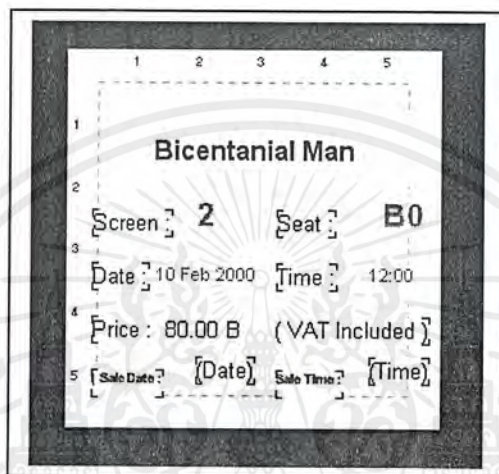 1 2 3 4 5
1
Bicentanial Man
2
Screen : 2 Seat : B0
3
Date : 10 Feb 2000 Time : 12:00
4
Price : 80.00 B ( VAT Included )
5 Sale Date : [Date] Sale Time : [Time]